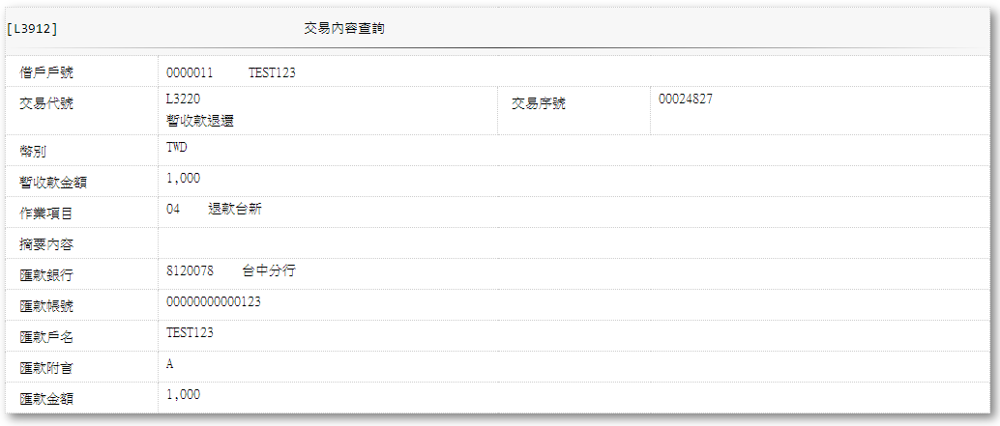 [L3912] 交易內容查詢
借戶戶號 0000011 TEST123
交易代號 L3220 交易序號 00024827
暫收款退還
幣別 TWD
暫收款金額 1,000
作業項目 04 退款台新
摘要內容
匯款銀行 8120078 台中分行
匯款帳號 00000000000123
匯款戶名 TEST123
匯款附言 A
匯款金額 1,000